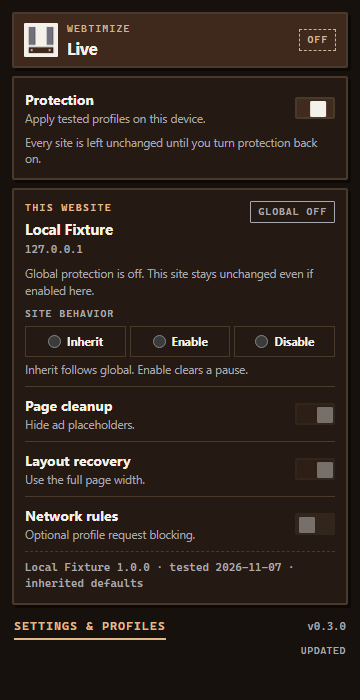 WEBTIMIZE
Live
OFF
Protection
Apply tested profiles on this device.
Every site is left unchanged until you turn protection back
on.
THIS WEBSITE
GLOBAL OFF
Local Fixture
127.0.0.1
Global protection is off. This site stays unchanged even if
enabled here.
SITE BEHAVIOR
Inherit
Enable
Disable
Inherit follows global. Enable clears a pause.
Page cleanup
Hide ad placeholders.
Layout recovery
Use the full page width.
Network rules
Optional profile request blocking.
Local Fixture 1.0.0 · tested 2026-11-07 ·
inherited defaults
SETTINGS & PROFILES
v0.3.0
UPDATED